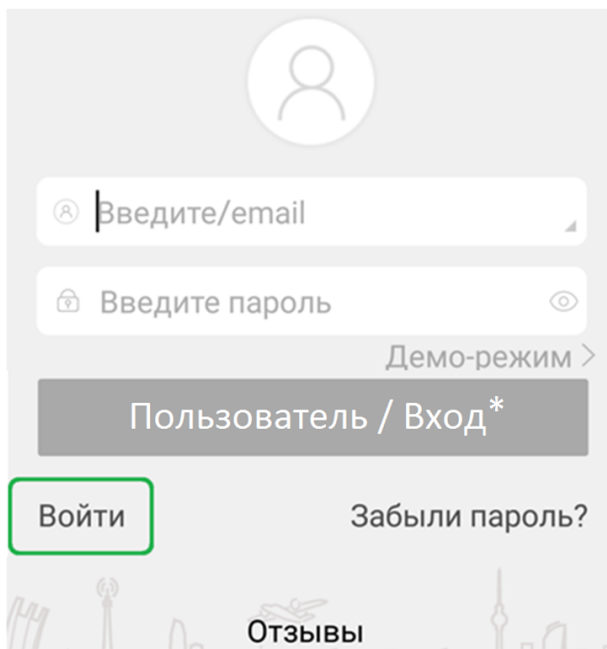 Введите/email
Введите пароль
Демо-режим >
Пользователь / Вход*
Войти
Забыли пароль?
Отзывы